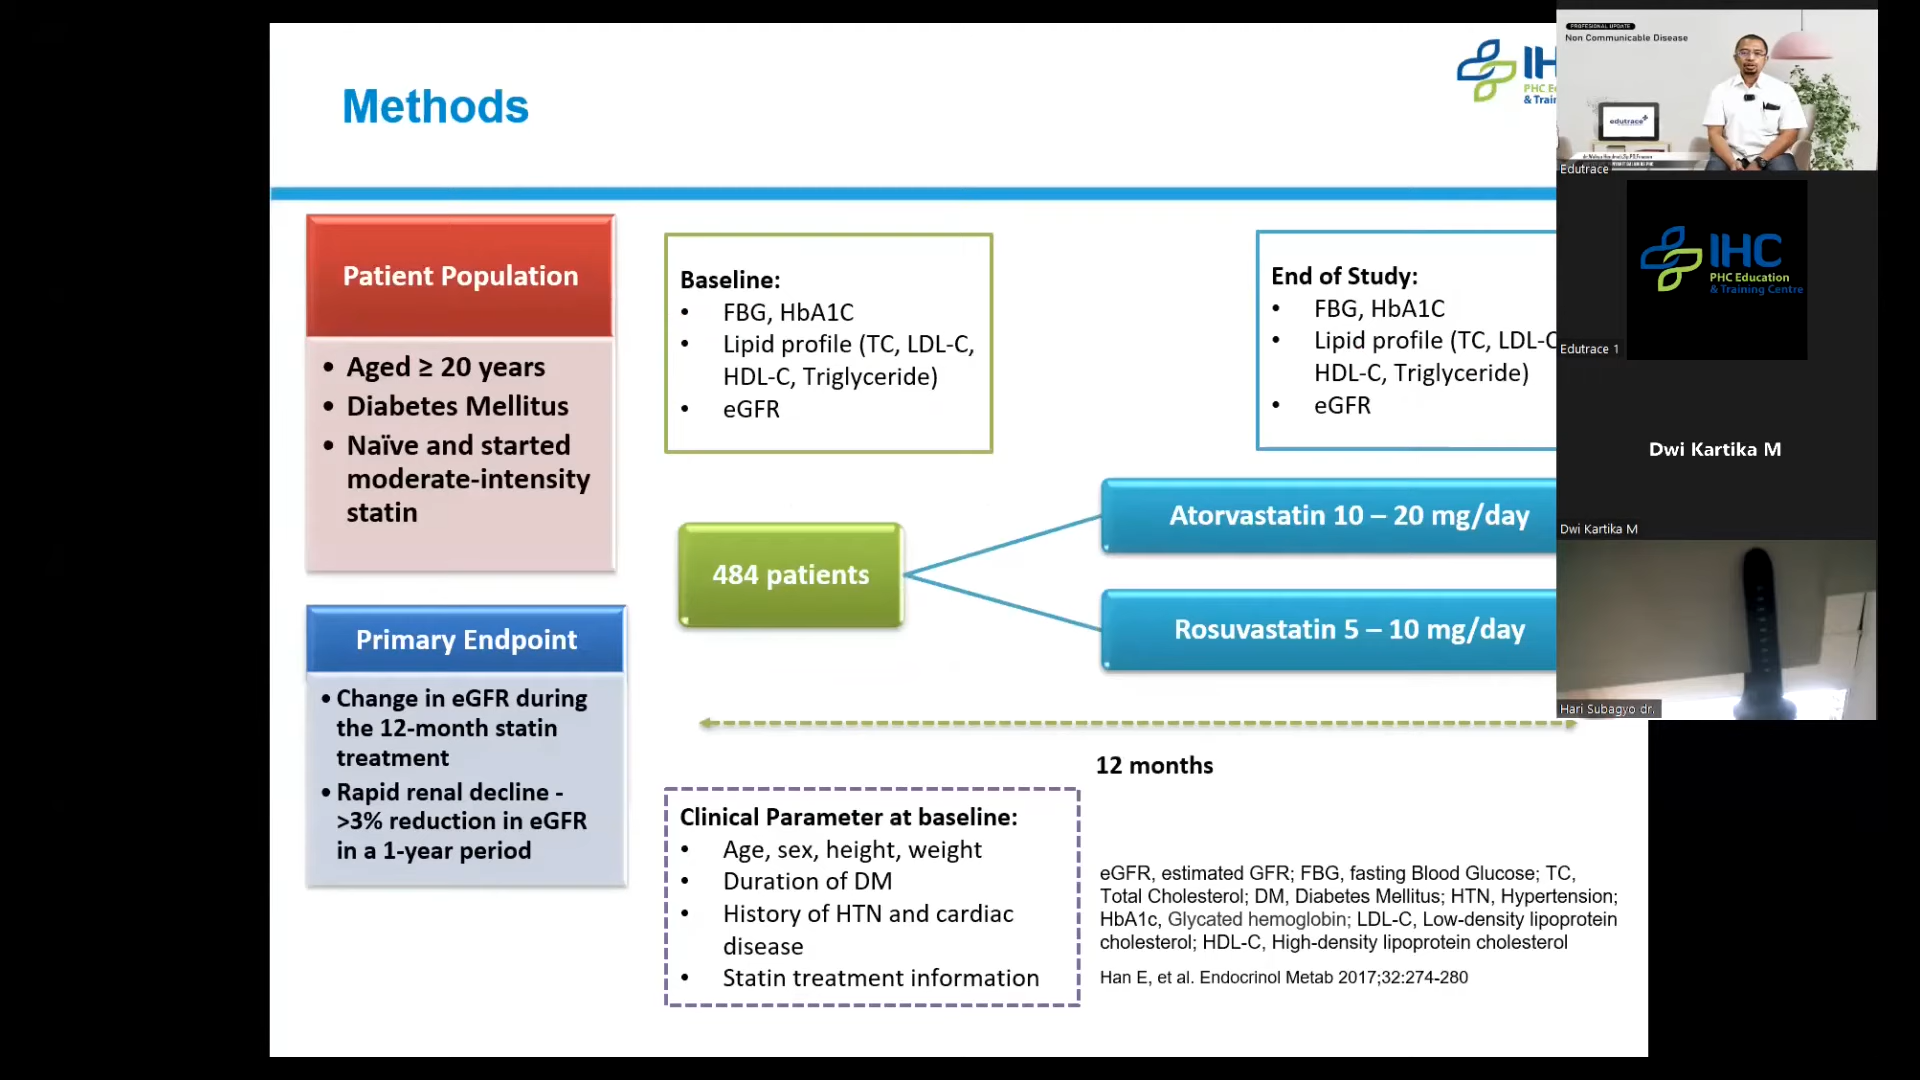 Methods
IH
PHC E
& Train
Patient Population
• Aged ≥ 20 years
• Diabetes Mellitus
• Naïve and started
moderate-intensity
statin
Primary Endpoint
• Change in eGFR during
the 12-month statin
treatment
• Rapid renal decline -
>3% reduction in eGFR
in a 1-year period
Baseline:
• FBG, HbA1C
• Lipid profile (TC, LDL-C,
HDL-C, Triglyceride)
• eGFR
End of Study:
• FBG, HbA1C
• Lipid profile (TC, LDL-C
HDL-C, Triglyceride)
• eGFR
484 patients
Atorvastatin 10 – 20 mg/day
Rosuvastatin 5 – 10 mg/day
12 months
Clinical Parameter at baseline:
• Age, sex, height, weight
• Duration of DM
• History of HTN and cardiac
disease
• Statin treatment information
eGFR, estimated GFR; FBG, fasting Blood Glucose; TC,
Total Cholesterol; DM, Diabetes Mellitus; HTN, Hypertension;
HbA1c, Glycated hemoglobin; LDL-C, Low-density lipoprotein
cholesterol; HDL-C, High-density lipoprotein cholesterol
Han E, et al. Endocrinol Metab 2017;32:274-280
PROFESIONAL UPDATE
Non Communicable Disease
edutrace
Edutrace
IHC
PHC Education
& Training Centre
Edutrace 1
Dwi Kartika M
Dwi Kartika M
Hari Subagyo dr.